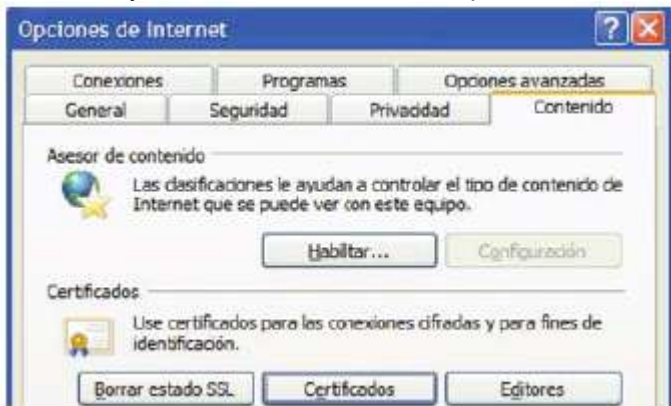 Opciones de Internet
Conexiones Programas Opciones avanzadas
General Seguridad Privacidad Contenido
Asesor de contenido
Las clasificaciones le ayudan a controlar el tipo de contenido de
Internet que se puede ver con este equipo.
Habilitar... Configuración
Certificados
Use certificados para las conexiones cifradas y para fines de
identificación.
Borrar estado SSL Certificados Editores